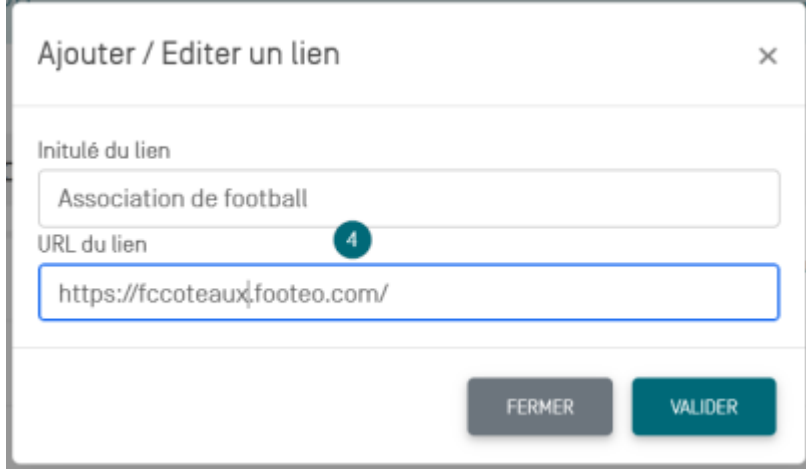 Ajouter / Editer un lien ×
Initulé du lien
Association de football
4
URL du lien
https://fccoteaux.footeo.com/
FERMER VALIDER